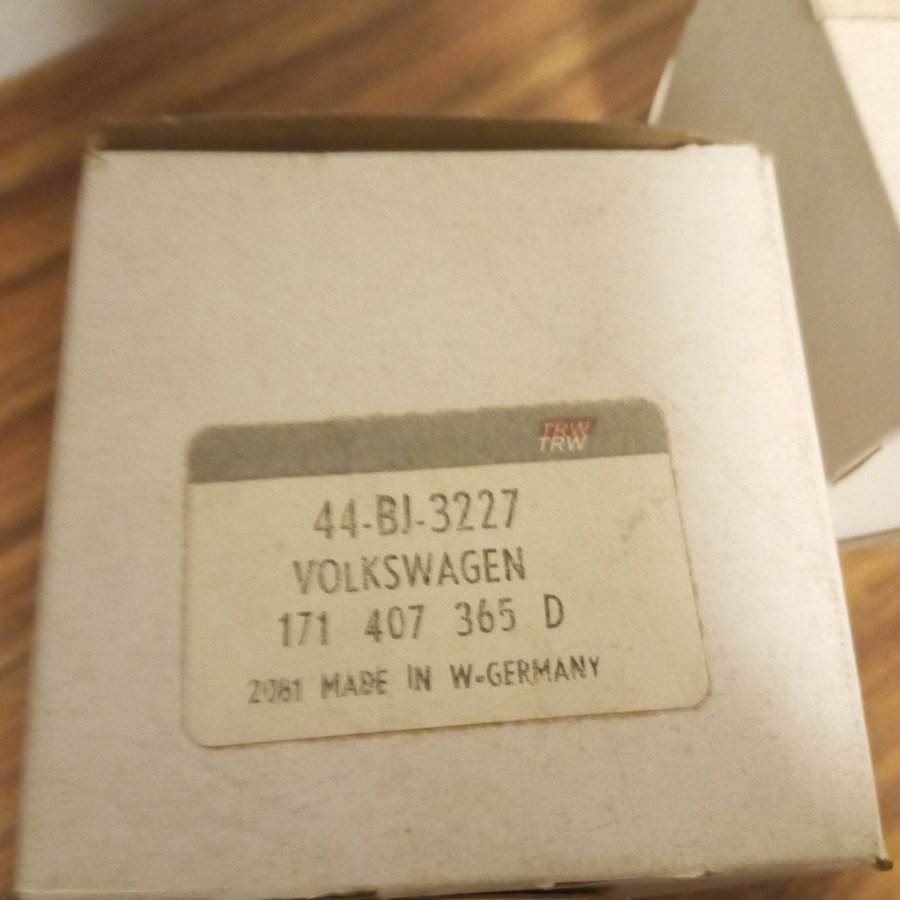 TRW
TRW
44-BJ-3227
VOLKSWAGEN
171 407 365 D
2081 MADE IN W-GERMANY